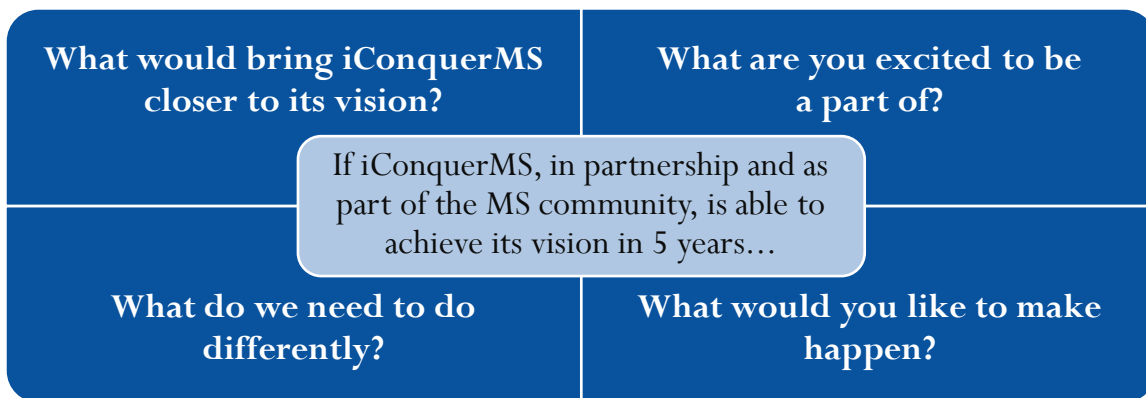 What would bring iConquerMS
closer to its vision?
What are you excited to be
a part of?
If iConquerMS, in partnership and as
part of the MS community, is able to
achieve its vision in 5 years…
What do we need to do
differently?
What would you like to make
happen?